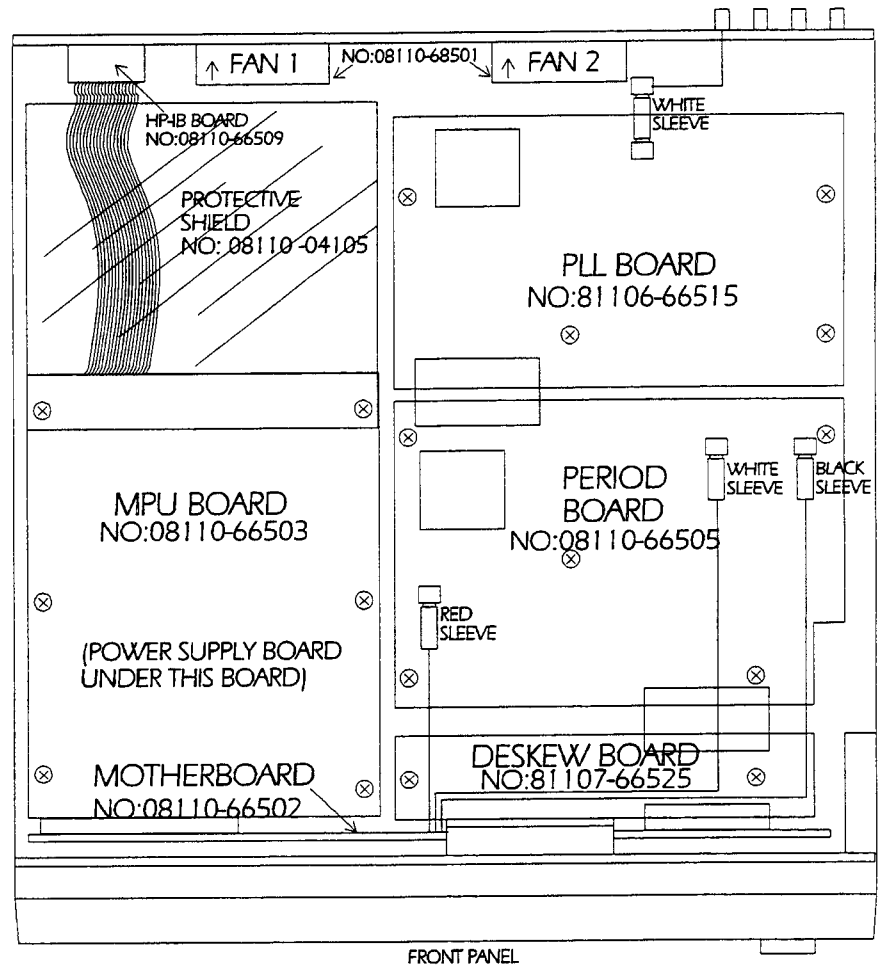 FAN 1
NO:08110-68501
FAN 2
HP-IB BOARD
NO:08110-66509
WHITE
SLEEVE
PROTECTIVE
SHIELD
NO: 08110 -04105
PLL BOARD
NO:81106-66515
MPU BOARD
NO:08110-66503
PERIOD
BOARD
NO:08110-66505
WHITE
SLEEVE
BLACK
SLEEVE
RED
SLEEVE
(POWER SUPPLY BOARD
UNDER THIS BOARD)
DESKEW BOARD
NO:81107-66525
MOTHERBOARD
NO:08110-66502
FRONT PANEL